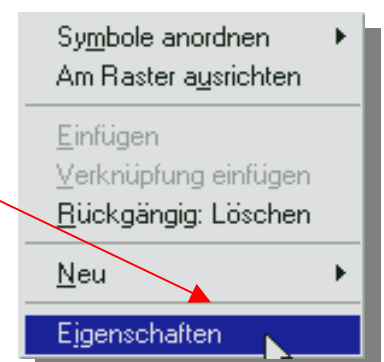 Symbole anordnen
Am Raster ausrichten
Einfügen
Verknüpfung einfügen
Rückgängig: Löschen
Neu
Eigenschaften